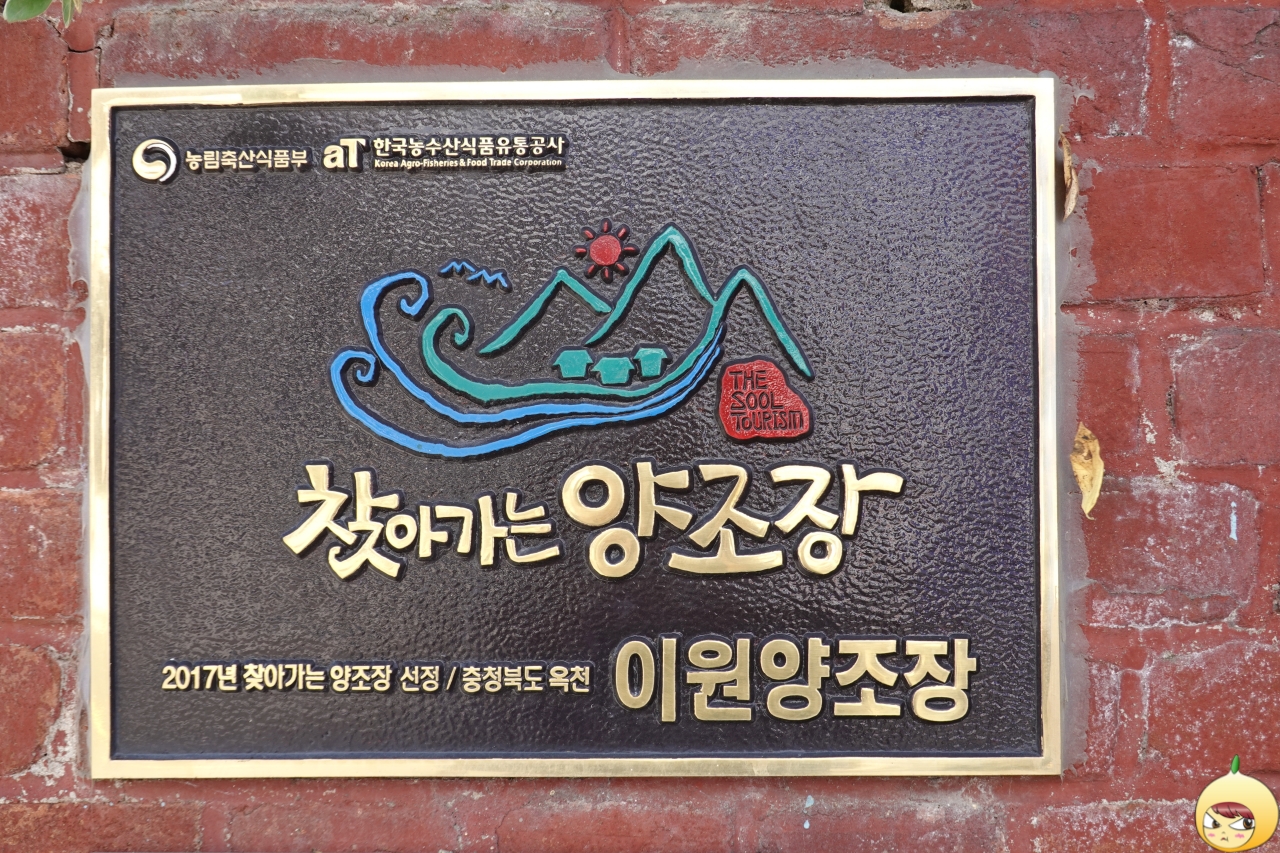 농림축산식품부 aT 한국농수산식품유통공사
Korea Agro-Fisheries & Food Trade Corporation
THE
SOOL
TOURISM
찾아가는 양조장
2017년 찾아가는 양조장 선정 / 충청북도 옥천 이원양조장